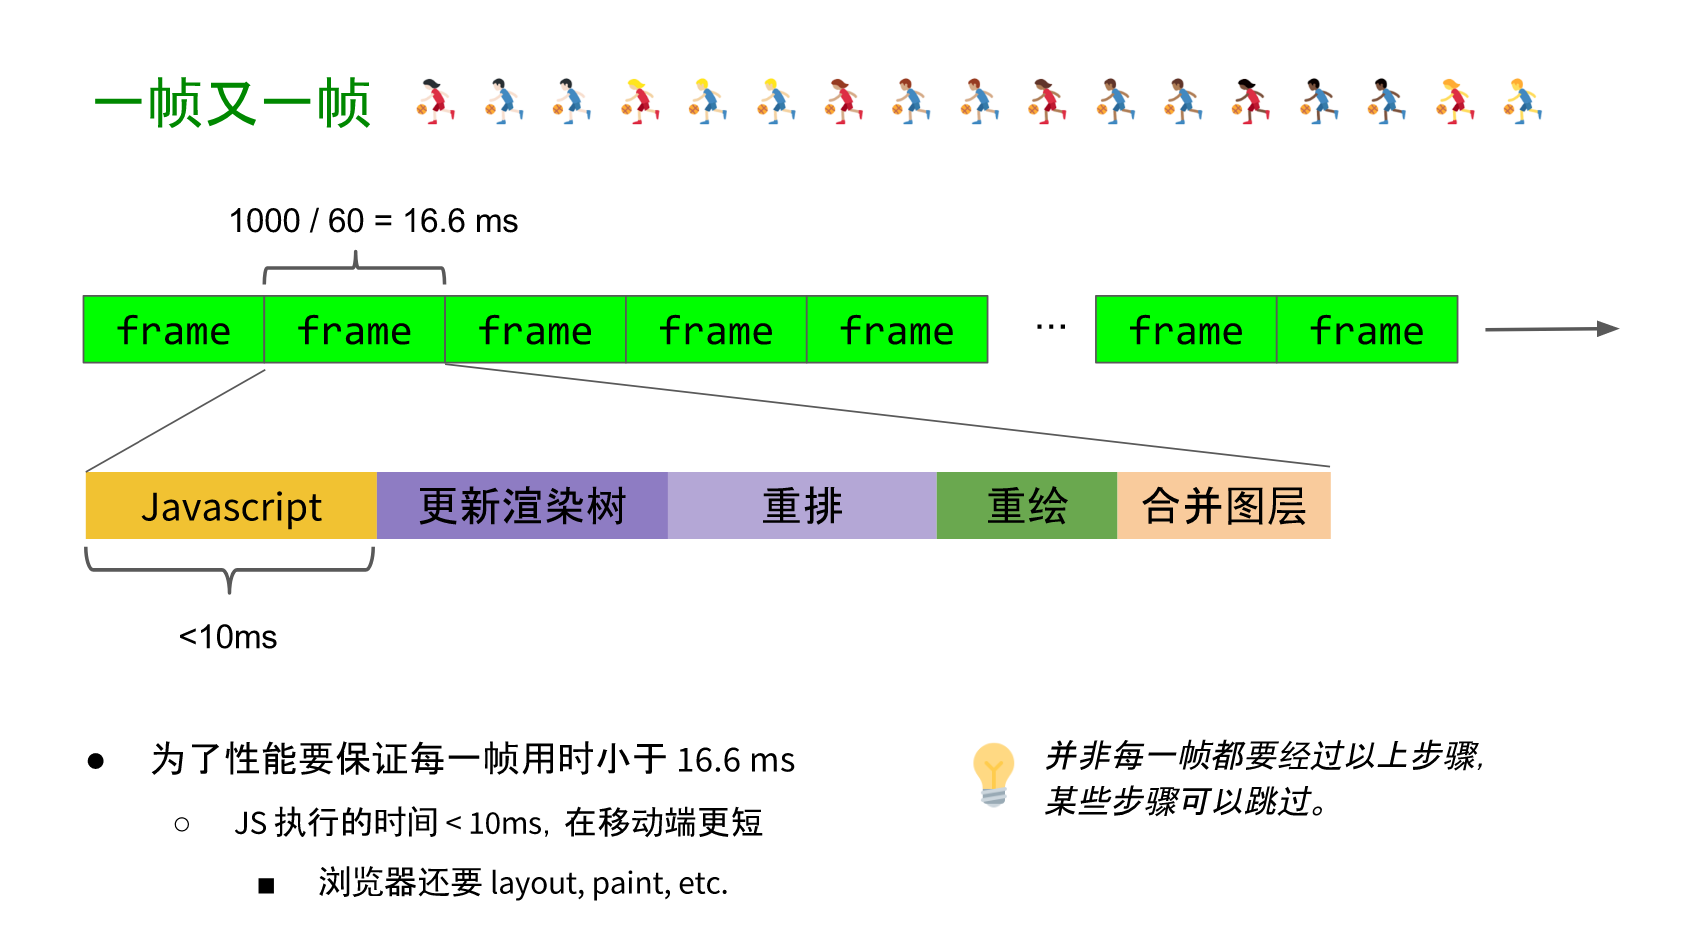 一帧又一帧
1000 / 60 = 16.6 ms
frame frame frame frame frame ... frame frame
Javascript 更新渲染树 重排 重绘 合并图层
<10ms
● 为了性能要保证每一帧用时小于 16.6 ms
○ JS 执行的时间 < 10ms，在移动端更短
■ 浏览器还要 layout, paint, etc.
并非每一帧都要经过以上步骤，
某些步骤可以跳过。